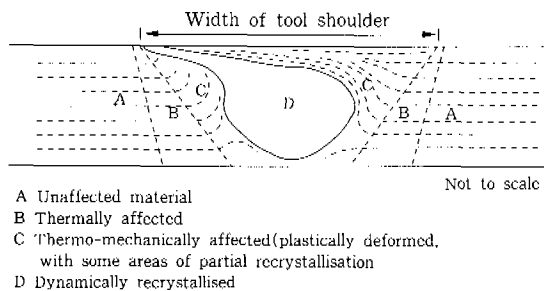 Width of tool shoulder
A B C D C B A
Not to scale
A Unaffected material
B Thermally affected
C Thermo-mechanically affected(plastically deformed,
with some areas of partial recrystallisation
D Dynamically recrystallised